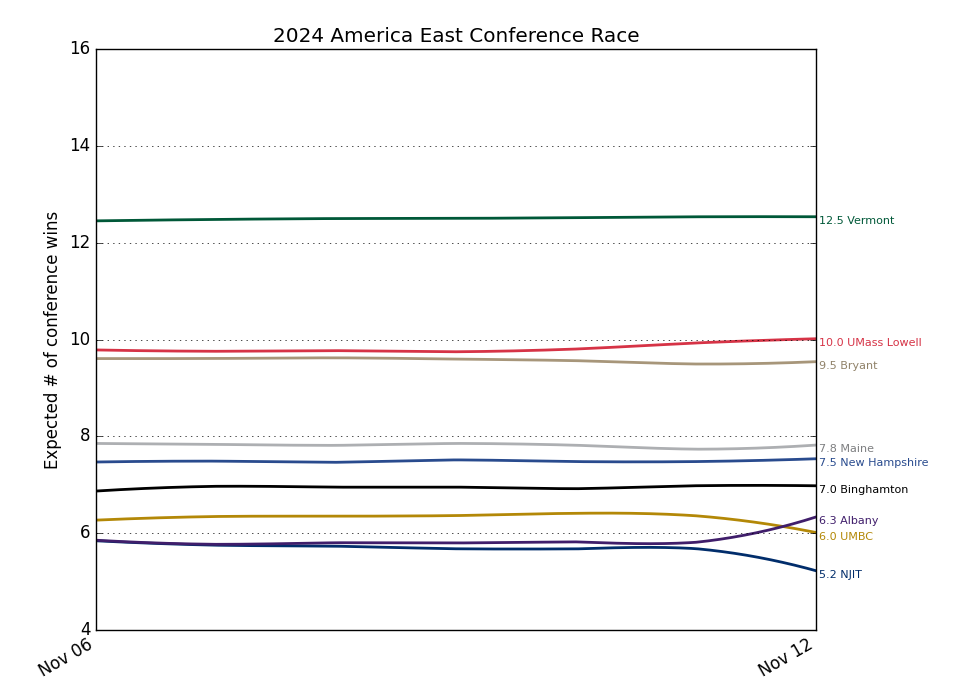 2024 America East Conference Race
Expected # of conference wins
16
14
12
10
8
6
4
Nov 06
Nov 12
12.5 Vermont
10.0 UMass Lowell
9.5 Bryant
7.8 Maine
7.5 New Hampshire
7.0 Binghamton
6.3 Albany
6.0 UMBC
5.2 NJIT